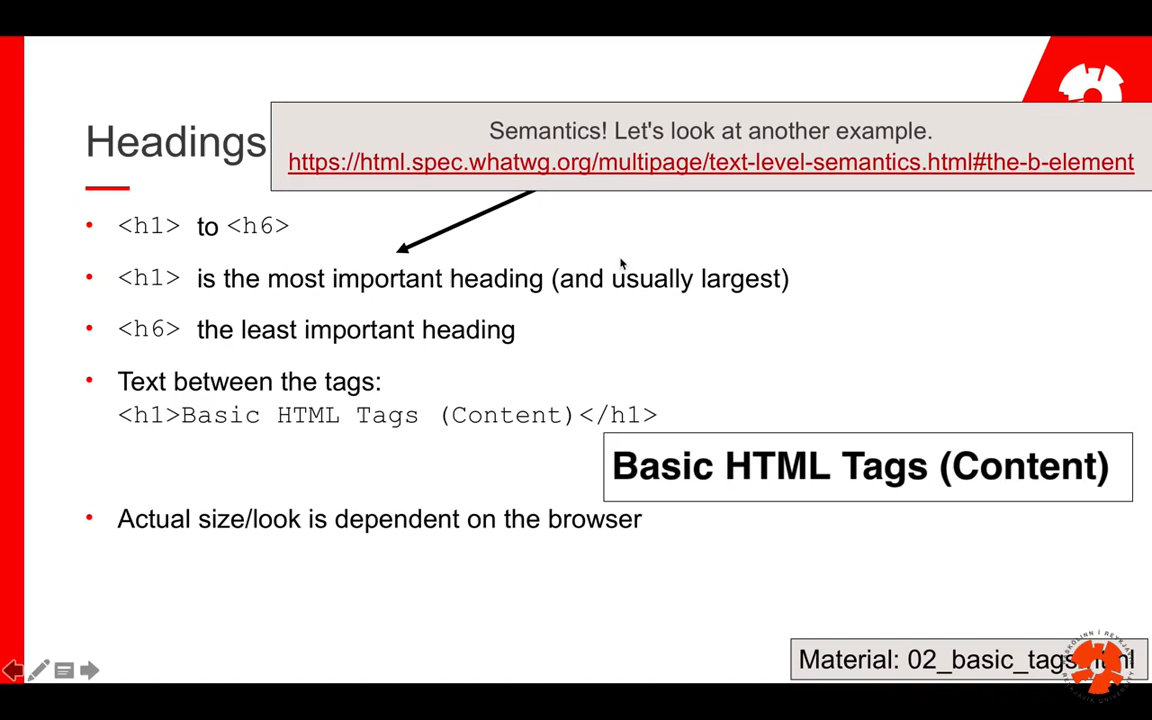 Semantics! Let's look at another example.
Headings
https://html.spec.whatwg.org/multipage/text-level-semantics.html#the-b-element
<h1> to <h6>
<h1> is the most important heading (and usually largest)
<h6> the least important heading
Text between the tags:
<h1>Basic HTML Tags (Content)</h1>
Basic HTML Tags (Content)
Actual size/look is dependent on the browser
Material: 02_basic_tags.html